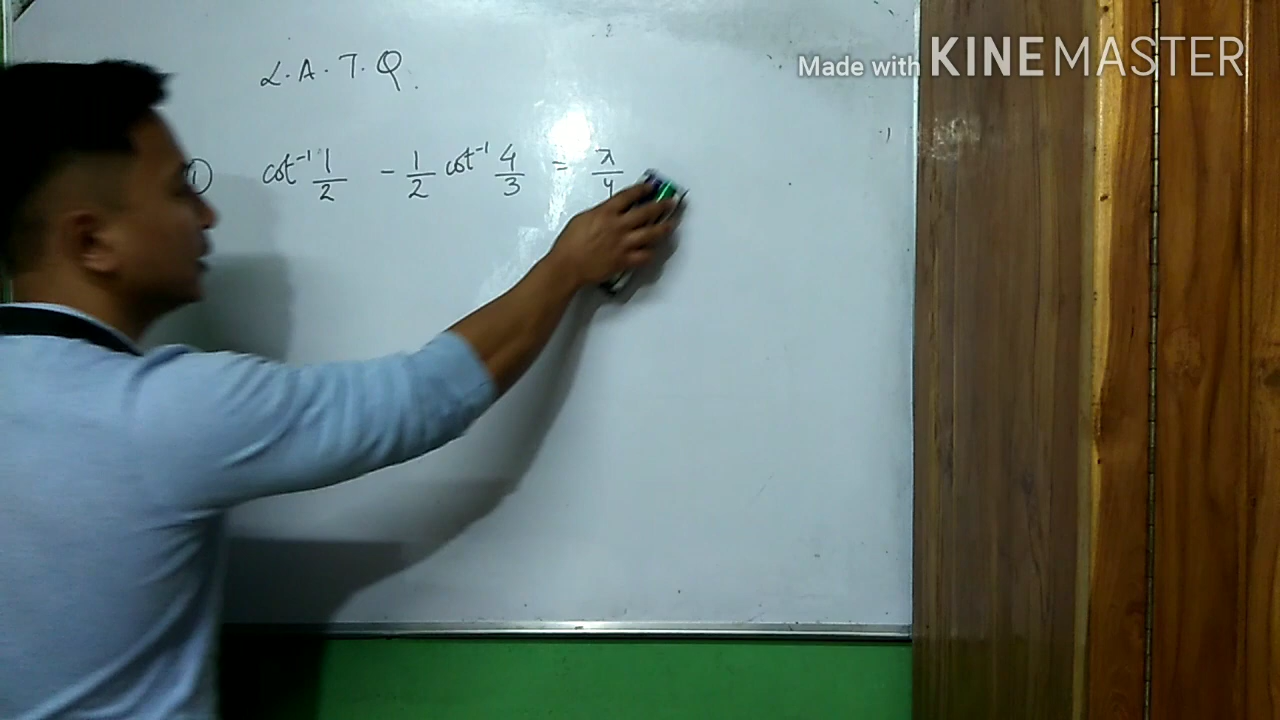 Made with KINEMASTER
L.A.T.Q.
① cot⁻¹ 1/2 - 1/2 cot⁻¹ 4/3 = π/4